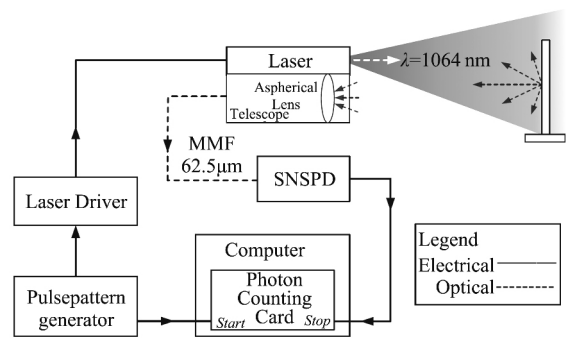 Laser
λ=1064 nm
Aspherical
Lens
Telescope
MMF
62.5μm
SNSPD
Laser Driver
Computer
Photon
Counting
Card
Start
Stop
Pulsepattern
generator
Legend
Electrical
Optical